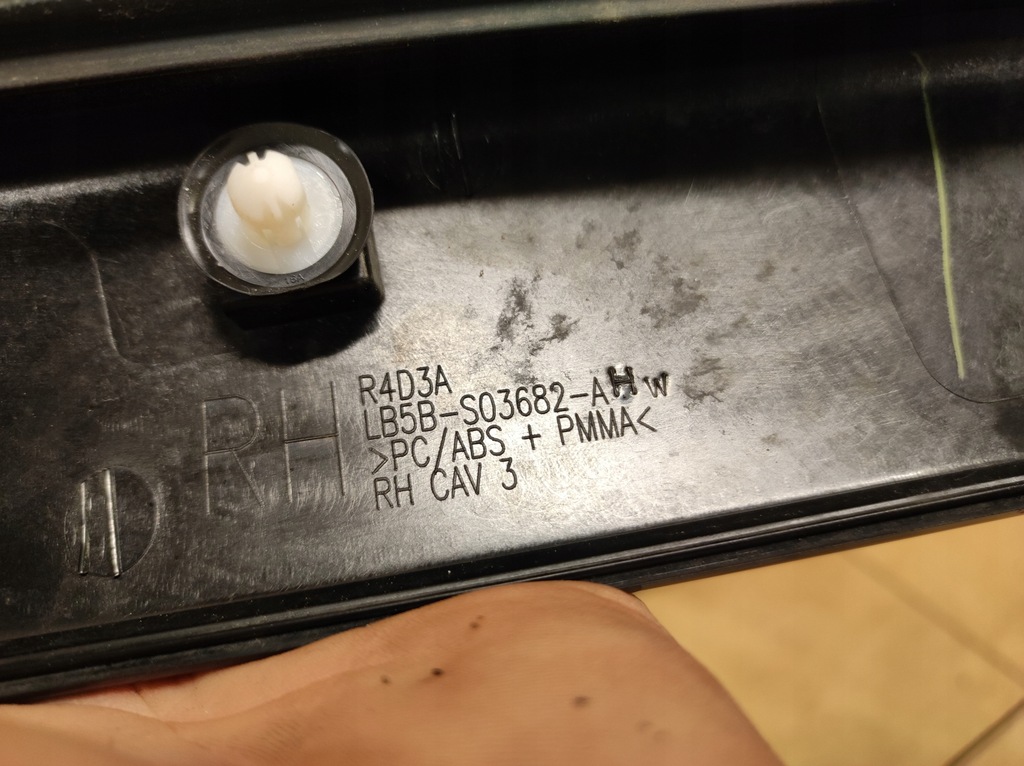 RH
R4D3A
LB5B-S03682-AHW
>PC/ABS + PMMA<
RH CAV 3